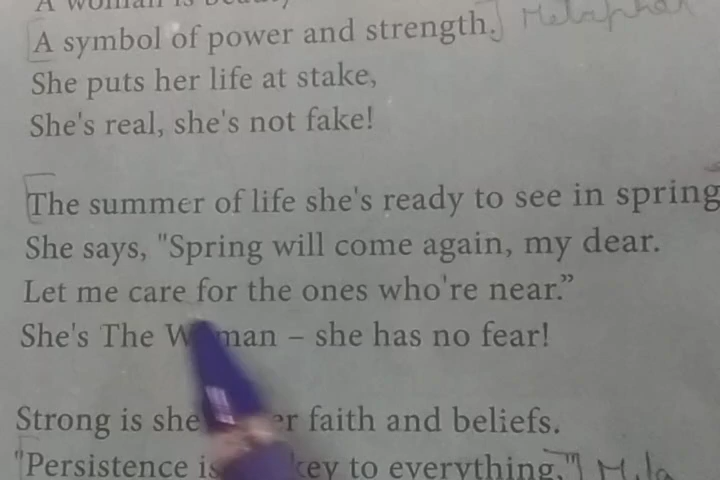 A woman is beauty
A symbol of power and strength. Metaphor
She puts her life at stake,
She's real, she's not fake!
The summer of life she's ready to see in spring
She says, "Spring will come again, my dear.
Let me care for the ones who're near.”
She's The Woman – she has no fear!
Strong is she er faith and beliefs.
"Persistence is key to everything," Meta